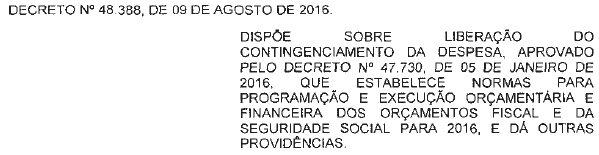 DECRETO Nº 48.388, DE 09 DE AGOSTO DE 2016.
DISPÕE SOBRE LIBERAÇÃO DO
CONTINGENCIAMENTO DA DESPESA, APROVADO
PELO DECRETO Nº 47.730, DE 05 DE JANEIRO DE
2016, QUE ESTABELECE NORMAS PARA
PROGRAMAÇÃO E EXECUÇÃO ORÇAMENTÁRIA E
FINANCEIRA DOS ORÇAMENTOS FISCAL E DA
SEGURIDADE SOCIAL PARA 2016, E DÁ OUTRAS
PROVIDÊNCIAS.